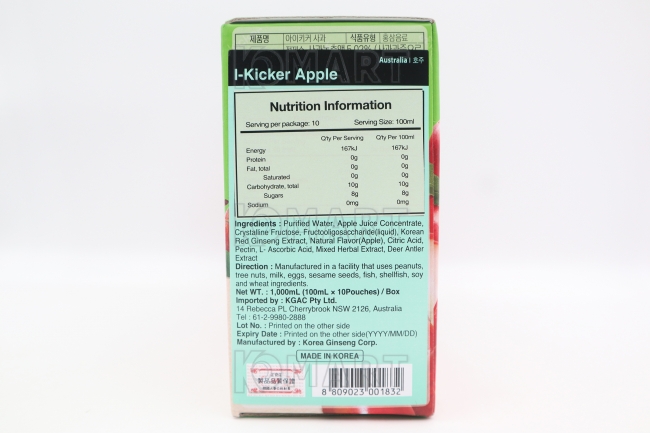 제품명 아이키커 사과 식품유형 홍삼음료
I-Kicker Apple Australia | 호주
Nutrition Information
Serving per package: 10 Serving Size: 100ml
Q'ty Per Serving Q'ty Per 100ml
Energy 167kJ 167kJ
Protein 0g 0g
Fat, total 0g 0g
Saturated 0g 0g
Carbohydrate, total 10g 10g
Sugars 8g 8g
Sodium 0mg 0mg
Ingredients : Purified Water, Apple Juice Concentrate,
Crystalline Fructose, Fructooligosaccharide(liquid), Korean
Red Ginseng Extract, Natural Flavor(Apple), Citric Acid,
Pectin, L- Ascorbic Acid, Mixed Herbal Extract, Deer Antler
Extract
Direction : Manufactured in a facility that uses peanuts,
tree nuts, milk, eggs, sesame seeds, fish, shellfish, soy
and wheat ingredients.
Net WT. : 1,000mL (100mL × 10Pouches) / Box
Imported by : KGAC Pty Ltd.
14 Rebecca PL Cherrybrook NSW 2126, Australia
Tel : 61-2-9980-2888
Lot No. : Printed on the other side
Expiry Date : Printed on the other side(YYYY/MM/DD)
Manufactured by : Korea Ginseng Corp.
MADE IN KOREA
8 809023 001832
KOMART
KOMART
KOMART